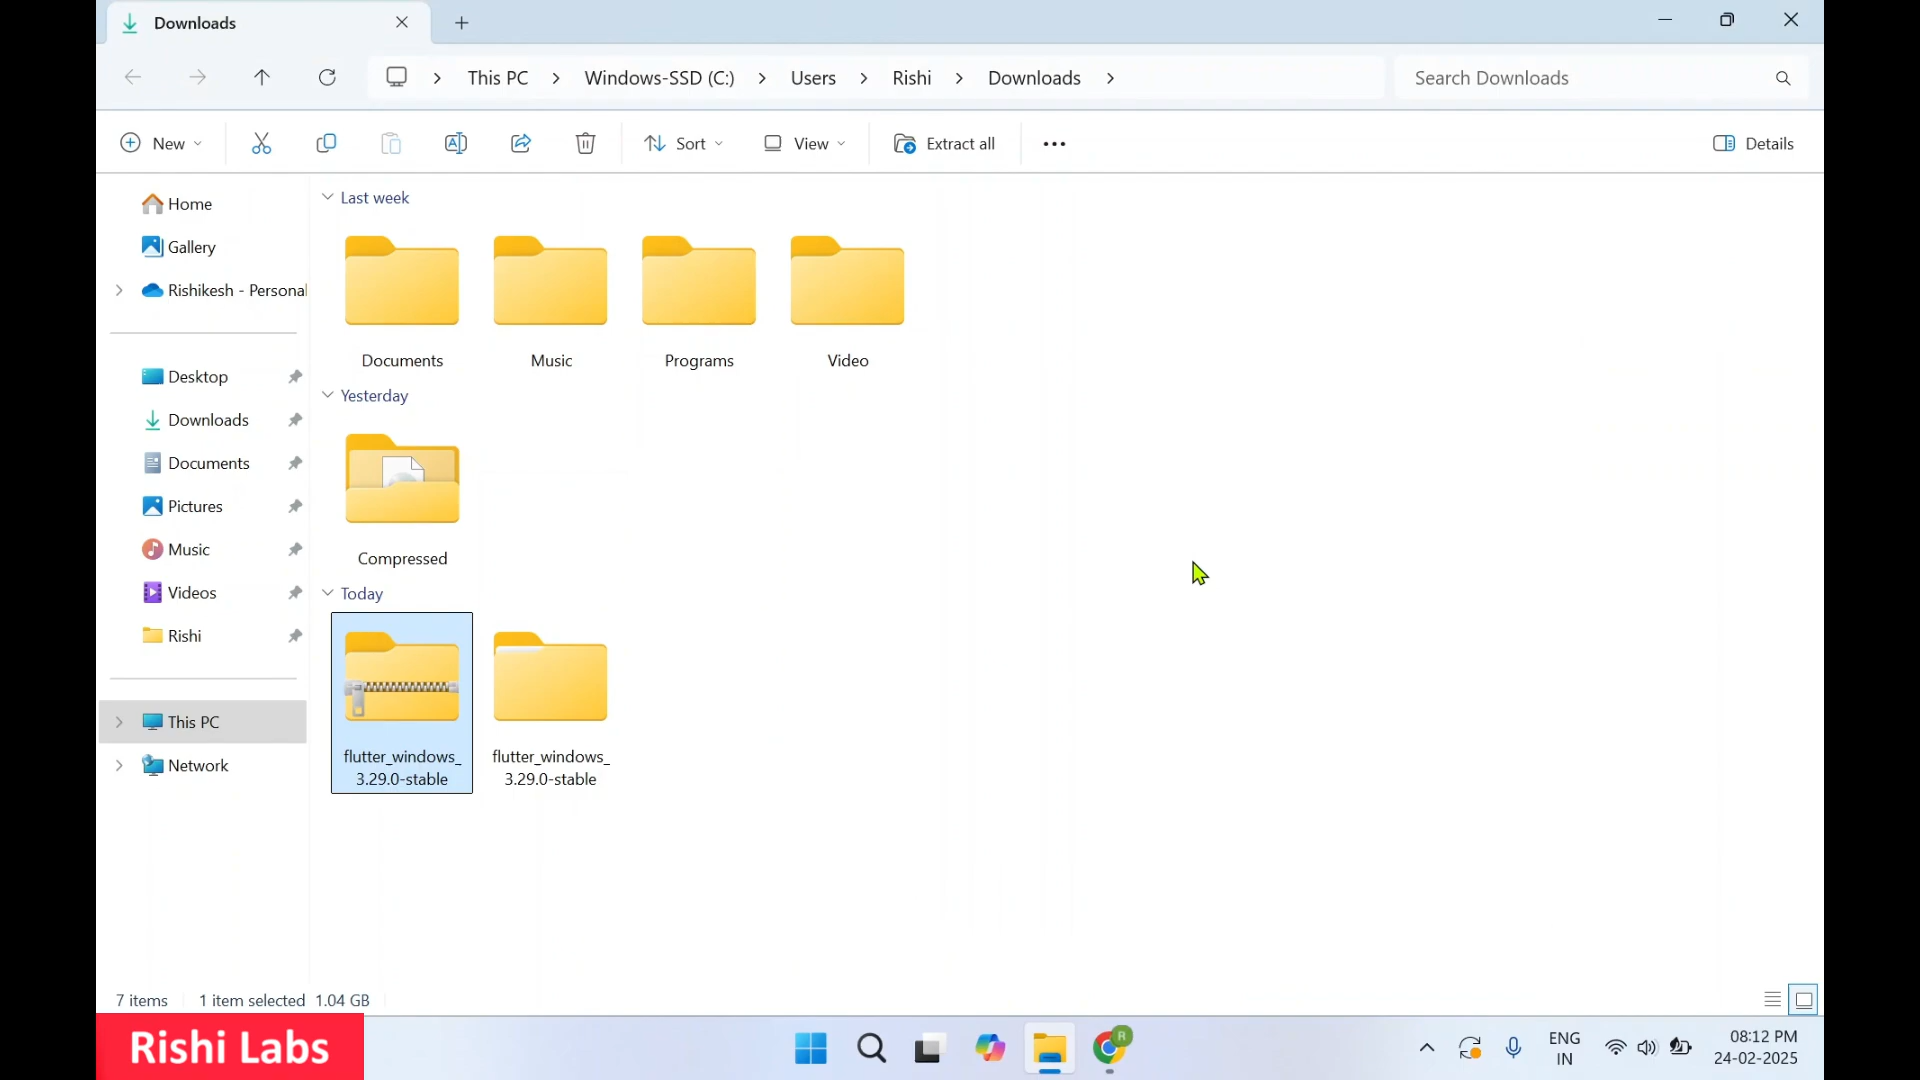 Downloads
This PC
Windows-SSD (C:)
Users
Rishi
Downloads
Search Downloads
New
Sort
View
Extract all
Details
Home
Gallery
Rishikesh - Personal
Desktop
Downloads
Documents
Pictures
Music
Videos
Rishi
This PC
Network
Last week
Documents
Music
Programs
Video
Yesterday
Compressed
Today
flutter_windows_
3.29.0-stable
flutter_windows_
3.29.0-stable
7 items
1 item selected 1.04 GB
Rishi Labs
R
ENG
IN
08:12 PM
24-02-2025